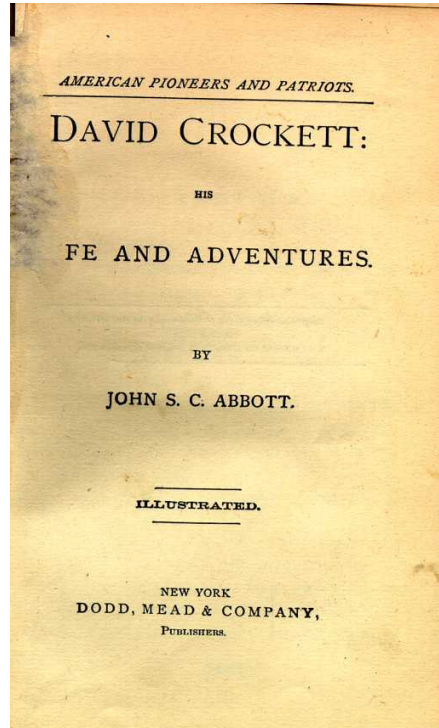 AMERICAN PIONEERS AND PATRIOTS.
DAVID CROCKETT:
HIS
FE AND ADVENTURES.
BY
JOHN S. C. ABBOTT.
ILLUSTRATED.
NEW YORK
DODD, MEAD & COMPANY,
PUBLISHERS.